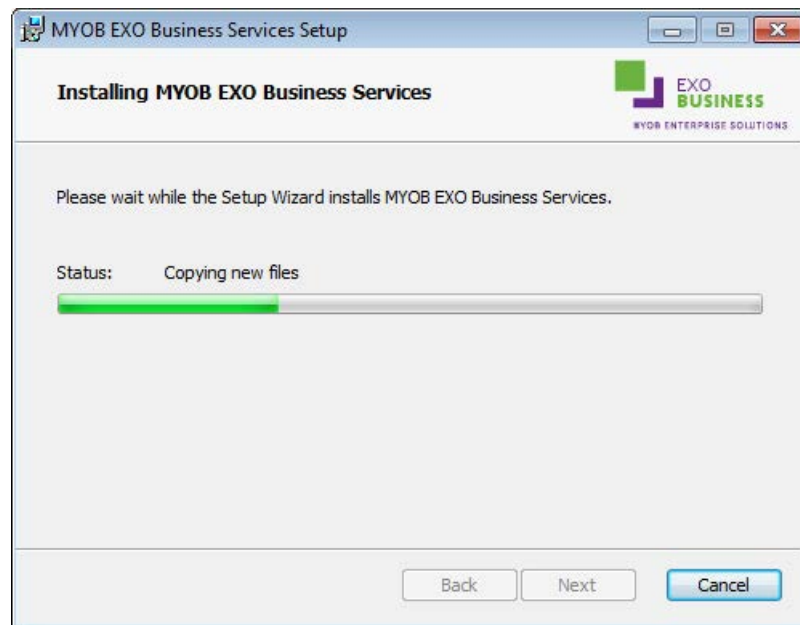 MYOB EXO Business Services Setup
Installing MYOB EXO Business Services
EXO
BUSINESS
MYOB ENTERPRISE SOLUTIONS
Please wait while the Setup Wizard installs MYOB EXO Business Services.
Status: Copying new files
Back Next Cancel